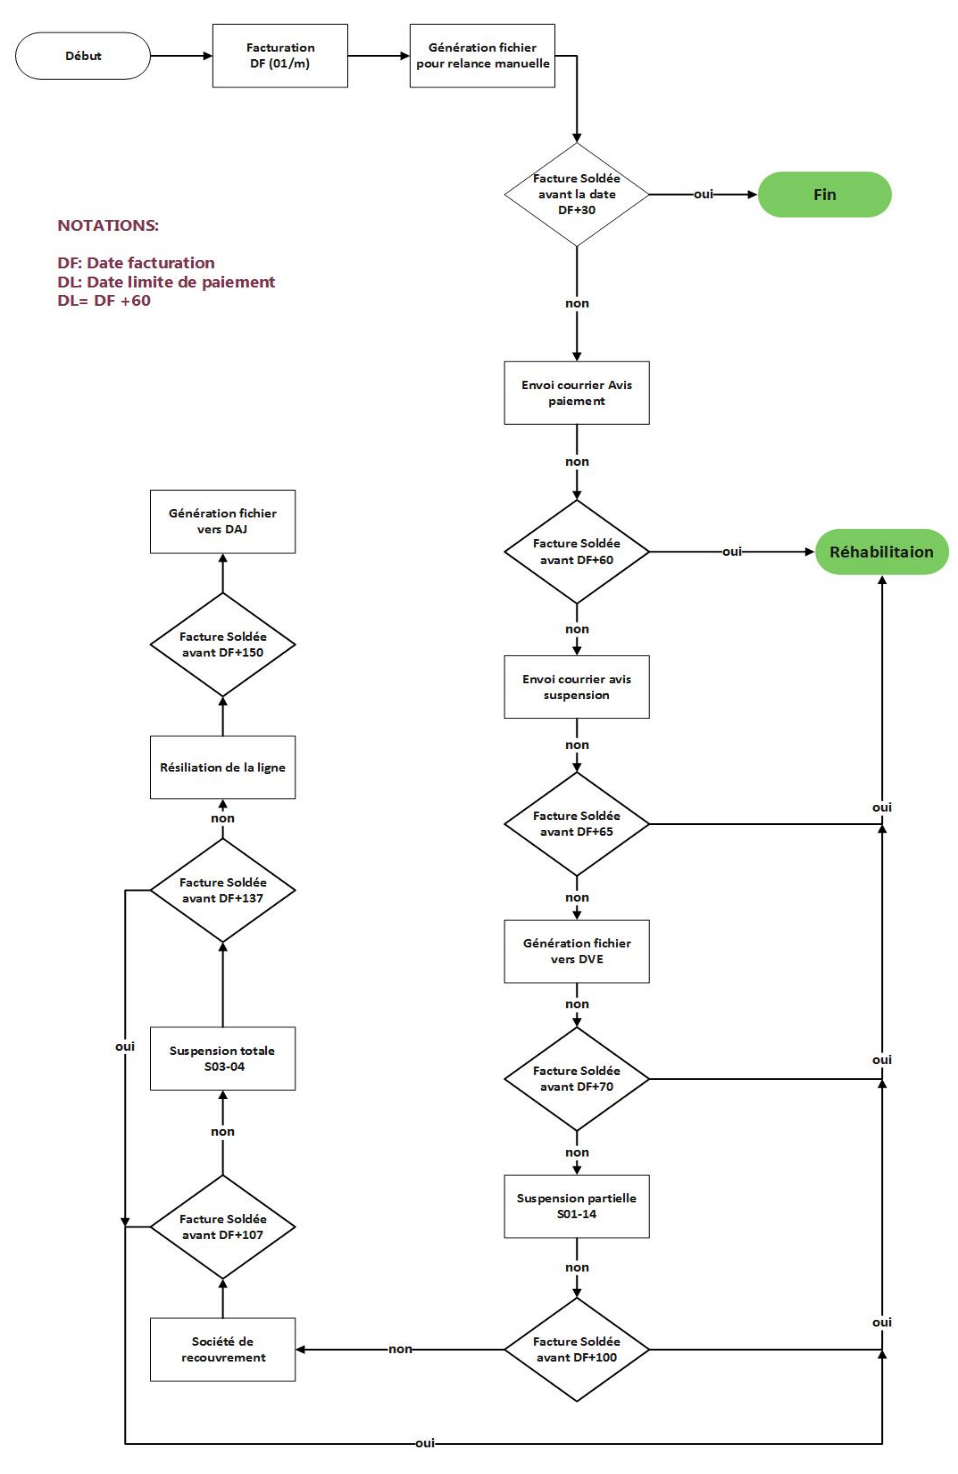 Début
Facturation
DF (01/m)
Génération fichier
pour relance manuelle
Facture Soldée
avant la date
DF+30
oui
Fin
NOTATIONS:
DF: Date facturation
DL: Date limite de paiement
DL= DF +60
non
Envoi courrier Avis
paiement
non
Facture Soldée
avant DF+60
oui
Réhabilitaion
non
Envoi courrier avis
suspension
non
Facture Soldée
avant DF+65
oui
non
Génération fichier
vers DVE
non
Facture Soldée
avant DF+70
oui
non
Suspension partielle
S01-14
non
Facture Soldée
avant DF+100
oui
non
Société de
recouvrement
Facture Soldée
avant DF+107
oui
non
Suspension totale
S03-04
Facture Soldée
avant DF+137
oui
non
Résiliation de la ligne
Facture Soldée
avant DF+150
Génération fichier
vers DAJ